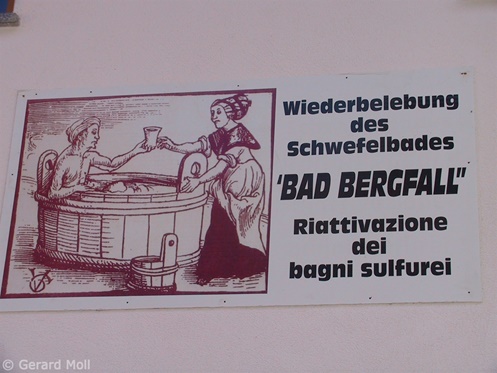 Wiederbelebung
des
Schwefelbades
'BAD BERGFALL"
Riattivazione
dei
bagni sulfurei
© Gerard Moll